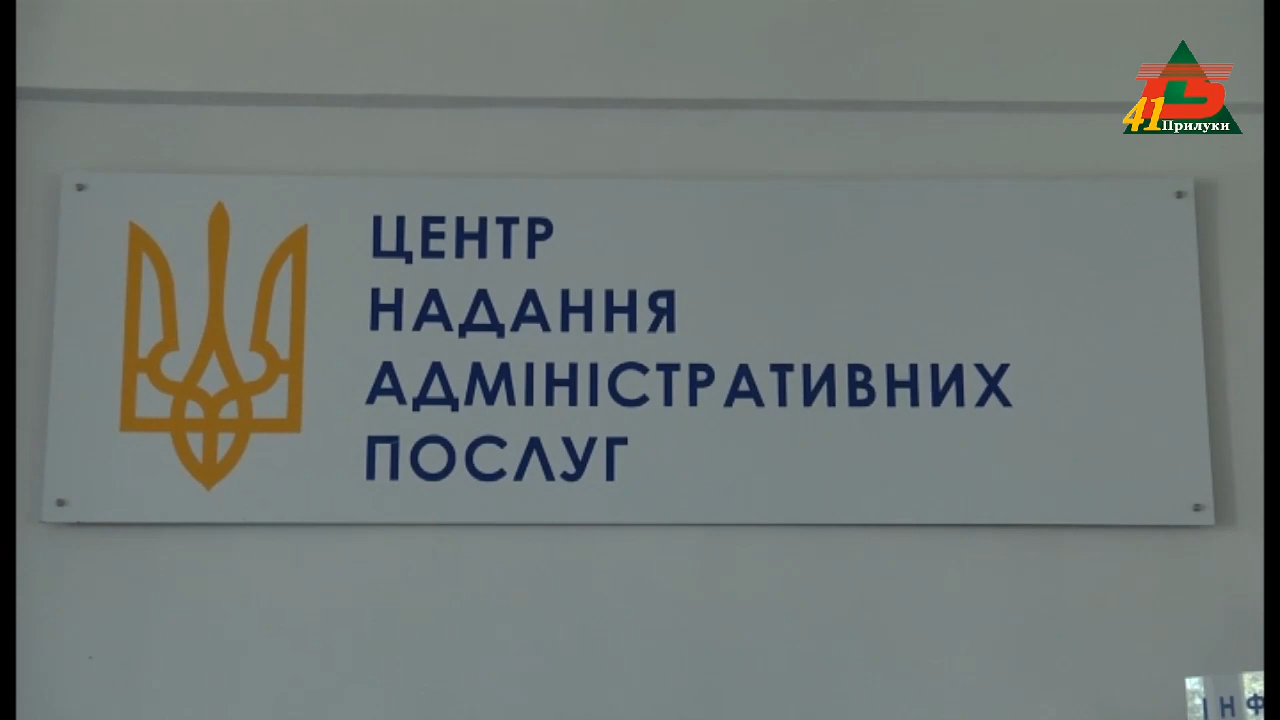 41
Прилуки
ЦЕНТР
НАДАННЯ
АДМІНІСТРАТИВНИХ
ПОСЛУГ